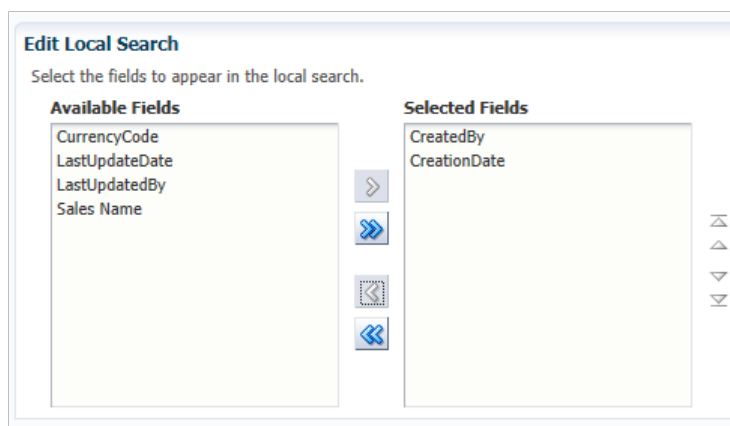 Edit Local Search
Select the fields to appear in the local search.
Available Fields
CurrencyCode
LastUpdateDate
LastUpdatedBy
Sales Name
Selected Fields
CreatedBy
CreationDate